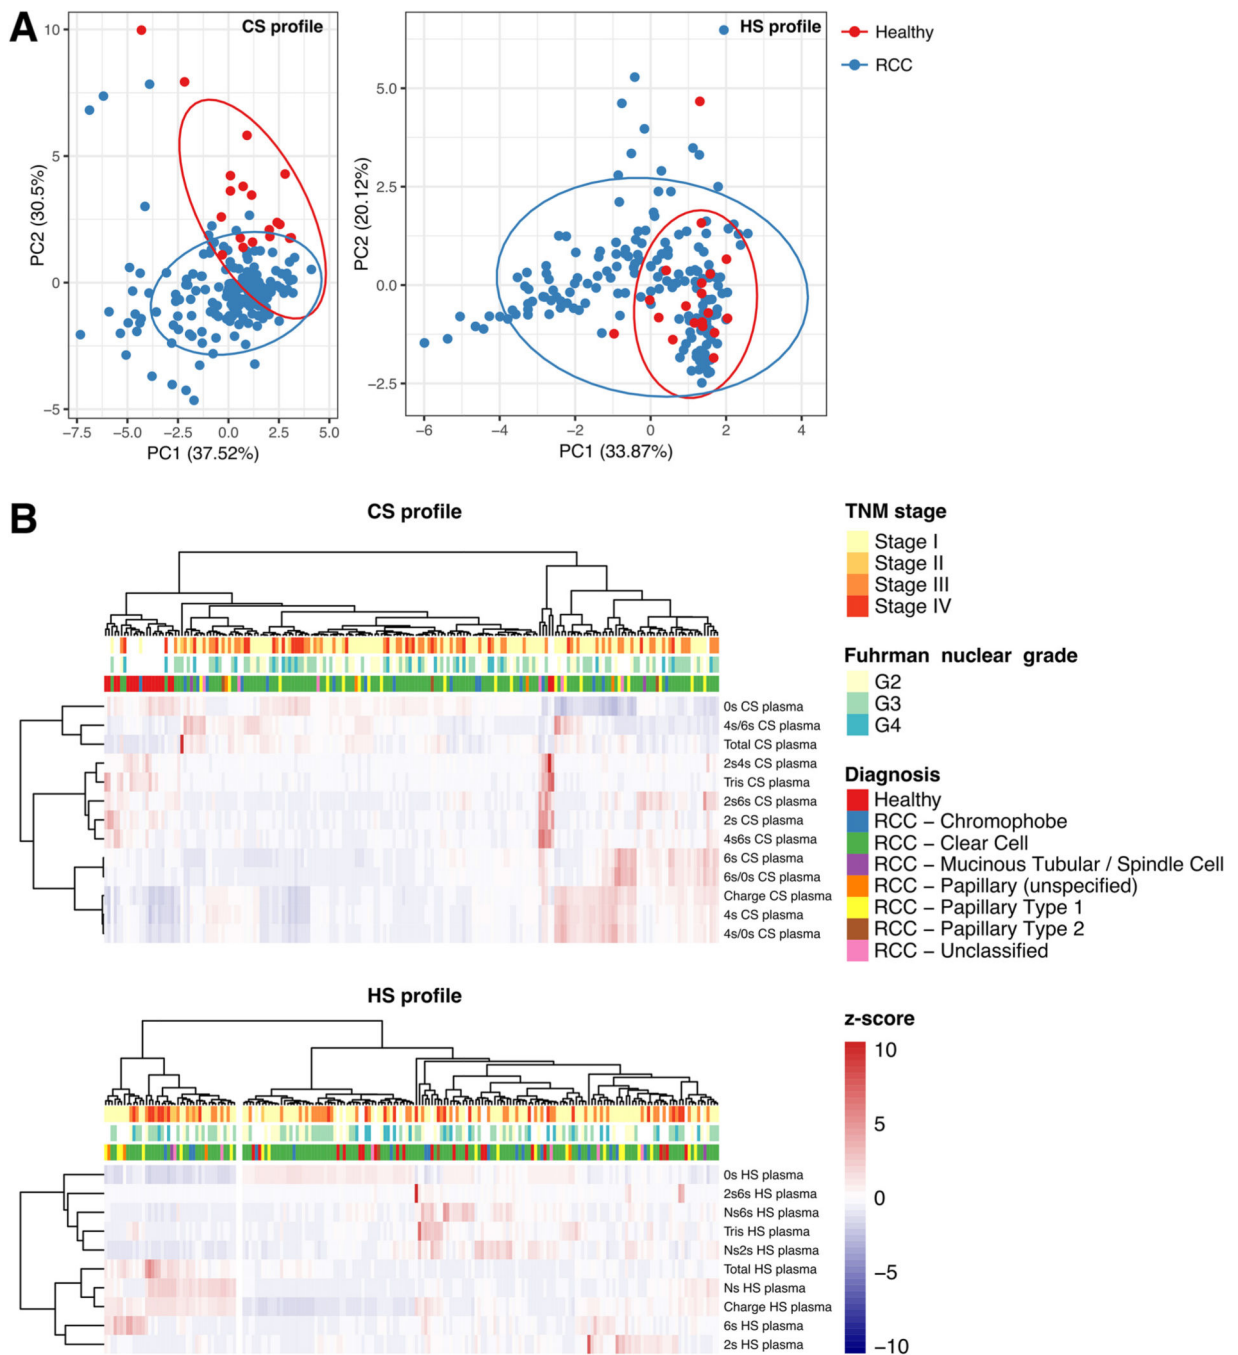 A
CS profile
HS profile
Healthy
RCC
10
5
0
−5
PC2 (30.5%)
−7.5 −5.0 −2.5 0.0 2.5 5.0
PC1 (37.52%)
5.0
2.5
0.0
−2.5
PC2 (20.12%)
−6 −4 −2 0 2 4
PC1 (33.87%)
B
CS profile
0s CS plasma
4s/6s CS plasma
Total CS plasma
2s4s CS plasma
Tris CS plasma
2s6s CS plasma
2s CS plasma
4s6s CS plasma
6s CS plasma
6s/0s CS plasma
Charge CS plasma
4s CS plasma
4s/0s CS plasma
TNM stage
Stage I
Stage II
Stage III
Stage IV
Fuhrman nuclear grade
G2
G3
G4
Diagnosis
Healthy
RCC − Chromophobe
RCC − Clear Cell
RCC − Mucinous Tubular / Spindle Cell
RCC − Papillary (unspecified)
RCC − Papillary Type 1
RCC − Papillary Type 2
RCC − Unclassified
HS profile
0s HS plasma
2s6s HS plasma
Ns6s HS plasma
Tris HS plasma
Ns2s HS plasma
Total HS plasma
Ns HS plasma
Charge HS plasma
6s HS plasma
2s HS plasma
z-score
10
5
0
−5
−10